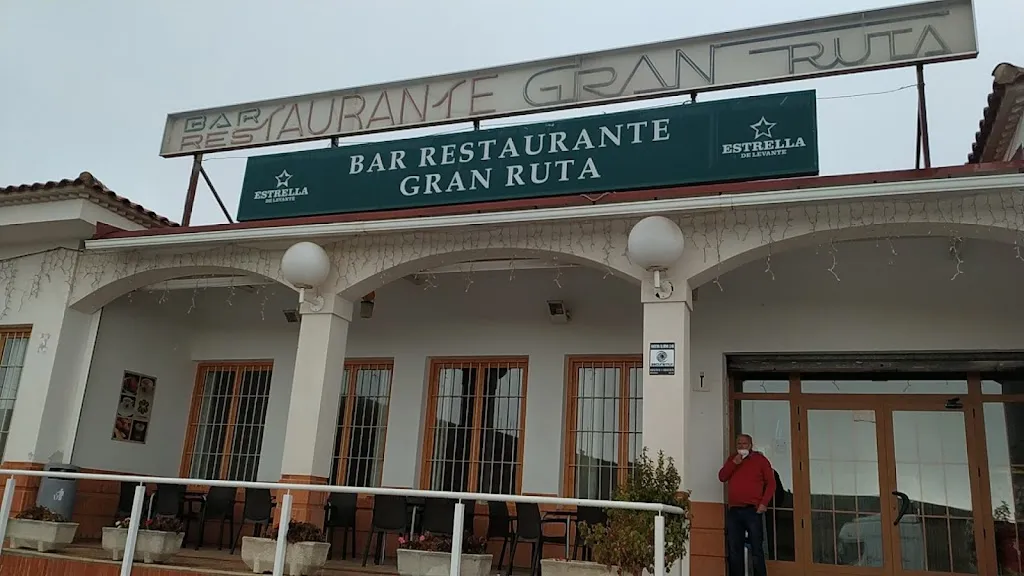 BAR RESTAURANTE GRAN RUTA
BAR RESTAURANTE
GRAN RUTA
ESTRELLA
DE LEVANTE
ESTRELLA
DE LEVANTE